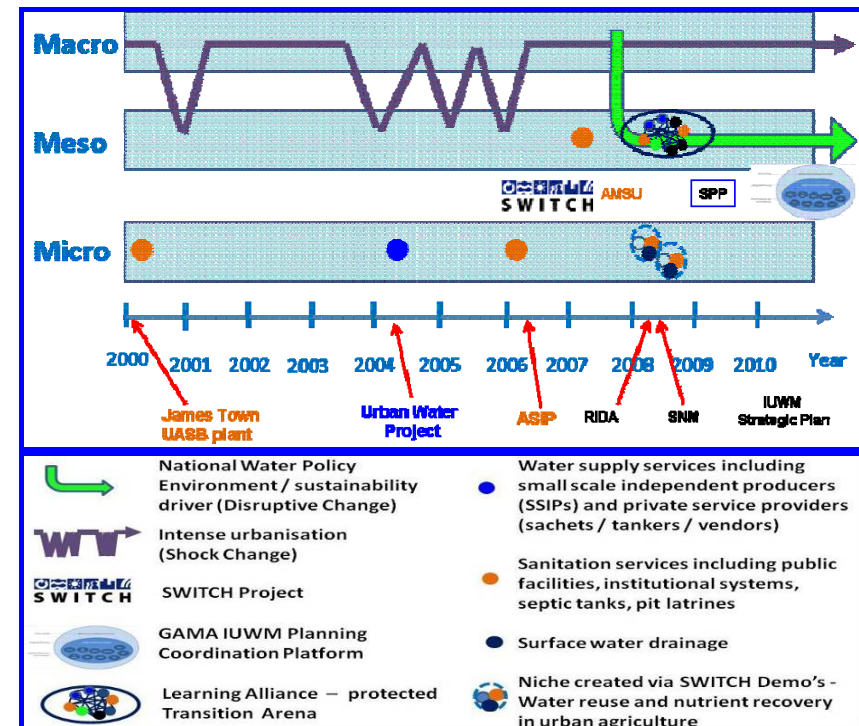 Macro
Meso
SWITCH
AMSU
SPP
Micro
2000 2001 2002 2003 2004 2005 2006 2007 2008 2009 2010 Year
James Town
UASB plant
Urban Water
Project
ASIP
RIDA
SNM
IUWM
Strategic Plan
National Water Policy
Environment / sustainability
driver (Disruptive Change)
Intense urbanisation
(Shock Change)
SWITCH
SWITCH Project
GAMA IUWM Planning
Coordination Platform
Learning Alliance – protected
Transition Arena
Water supply services including
small scale independent producers
(SSIPs) and private service providers
(sachets / tankers / vendors)
Sanitation services including public
facilities, institutional systems,
septic tanks, pit latrines
Surface water drainage
Niche created via SWITCH Demo's -
Water reuse and nutrient recovery
in urban agriculture